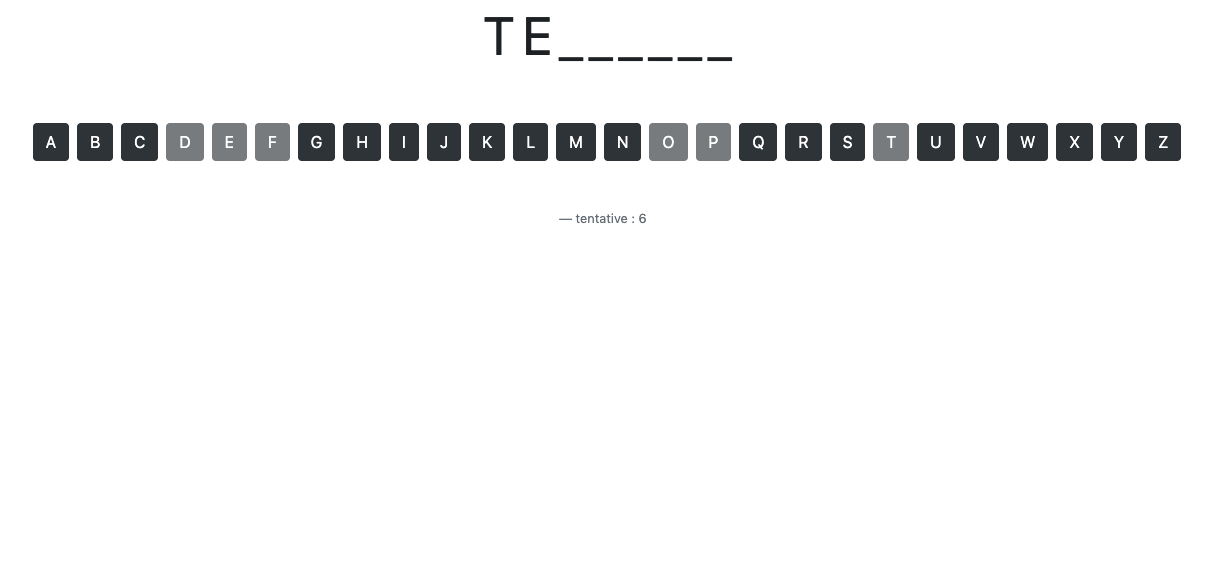 TE______
A B C D E F G H I J K L M N O P Q R S T U V W X Y Z
— tentative : 6